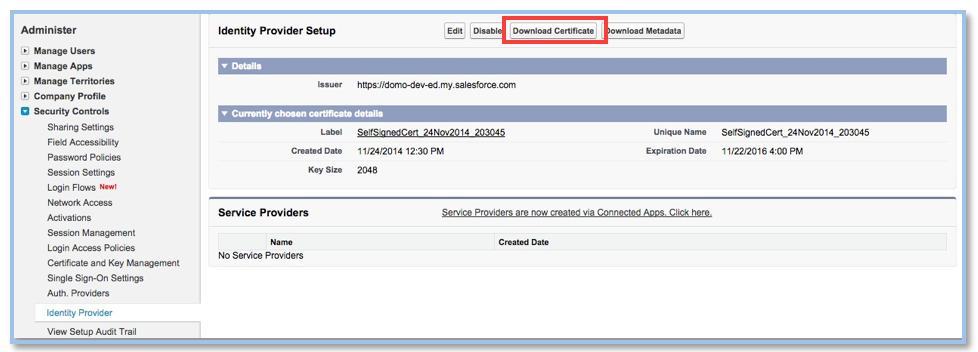 Administer
Manage Users
Manage Apps
Manage Territories
Company Profile
Security Controls
Sharing Settings
Field Accessibility
Password Policies
Session Settings
Login Flows New!
Network Access
Activations
Session Management
Login Access Policies
Certificate and Key Management
Single Sign-On Settings
Auth. Providers
Identity Provider
View Setup Audit Trail
Identity Provider Setup Edit Disable Download Certificate Download Metadata
Details
Issuer https://domo-dev-ed.my.salesforce.com
Currently chosen certificate details
Label SelfSignedCert_24Nov2014_203045 Unique Name SelfSignedCert_24Nov2014_203045
Created Date 11/24/2014 12:30 PM Expiration Date 11/22/2016 4:00 PM
Key Size 2048
Service Providers Service Providers are now created via Connected Apps. Click here.
Name Created Date
No Service Providers